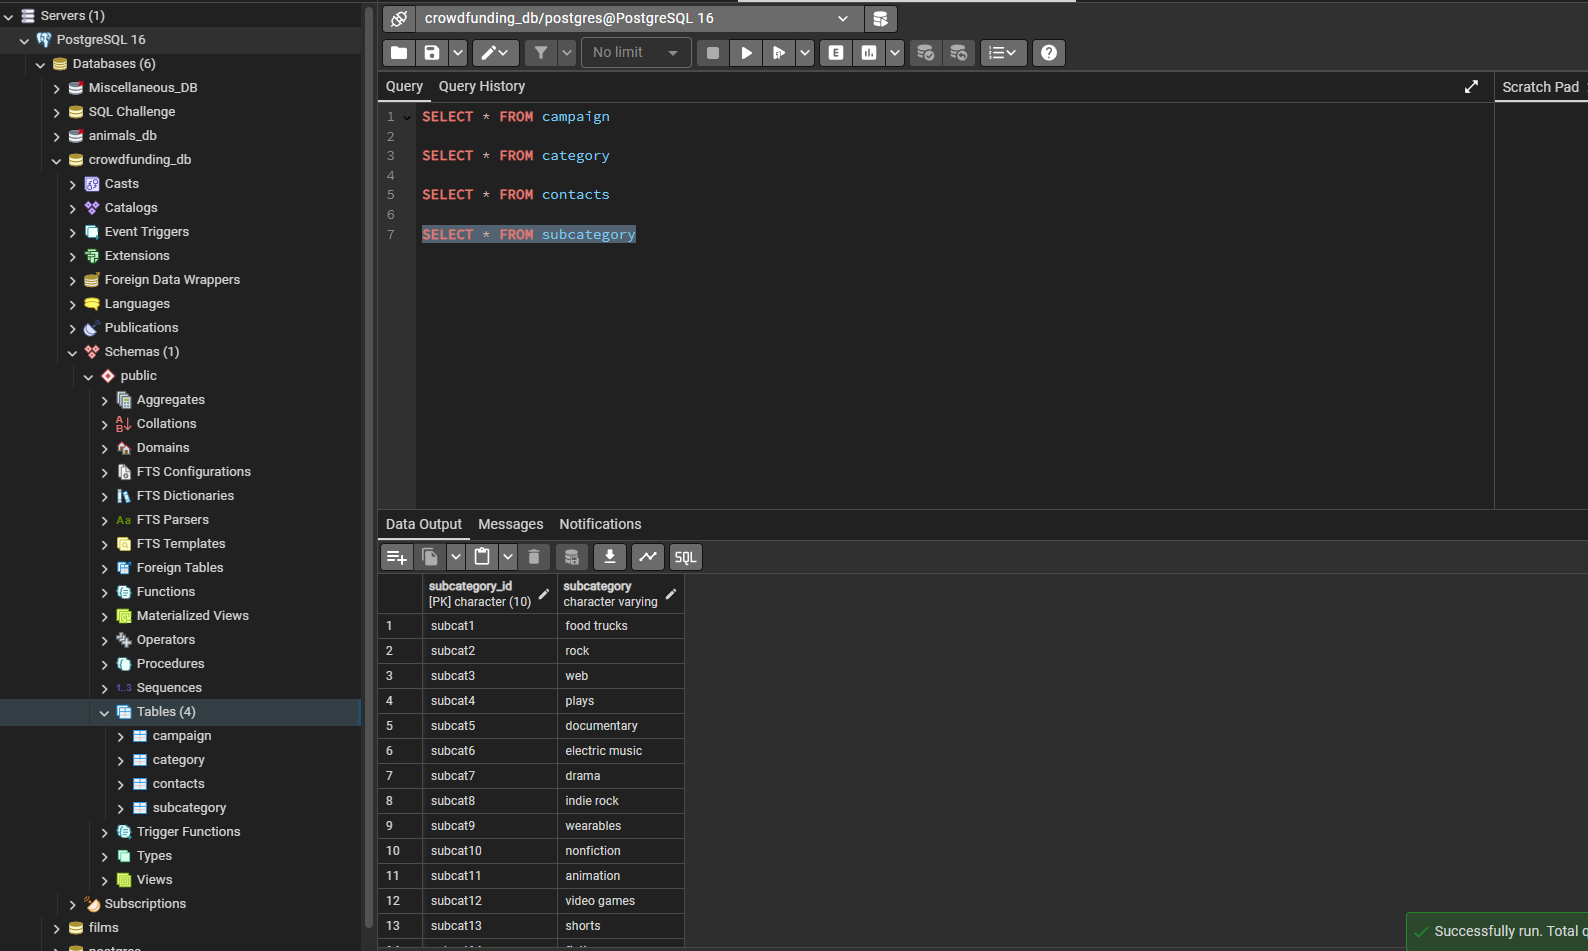 Servers (1)
PostgreSQL 16
Databases (6)
Miscellaneous_DB
SQL Challenge
animals_db
crowdfunding_db
Casts
Catalogs
Event Triggers
Extensions
Foreign Data Wrappers
Languages
Publications
Schemas (1)
public
Aggregates
Collations
Domains
FTS Configurations
FTS Dictionaries
Aa FTS Parsers
FTS Templates
Foreign Tables
Functions
Materialized Views
Operators
Procedures
1..3 Sequences
Tables (4)
campaign
category
contacts
subcategory
Trigger Functions
Types
Views
Subscriptions
films
postgres
crowdfunding_db/postgres@PostgreSQL 16
No limit
E
Query Query History
Scratch Pad
1 SELECT * FROM campaign
2
3 SELECT * FROM category
4
5 SELECT * FROM contacts
6
7 SELECT * FROM subcategory
Data Output Messages Notifications
SQL
subcategory_id subcategory
[PK] character (10) character varying
1 subcat1 food trucks
2 subcat2 rock
3 subcat3 web
4 subcat4 plays
5 subcat5 documentary
6 subcat6 electric music
7 subcat7 drama
8 subcat8 indie rock
9 subcat9 wearables
10 subcat10 nonfiction
11 subcat11 animation
12 subcat12 video games
13 subcat13 shorts
Successfully run. Total